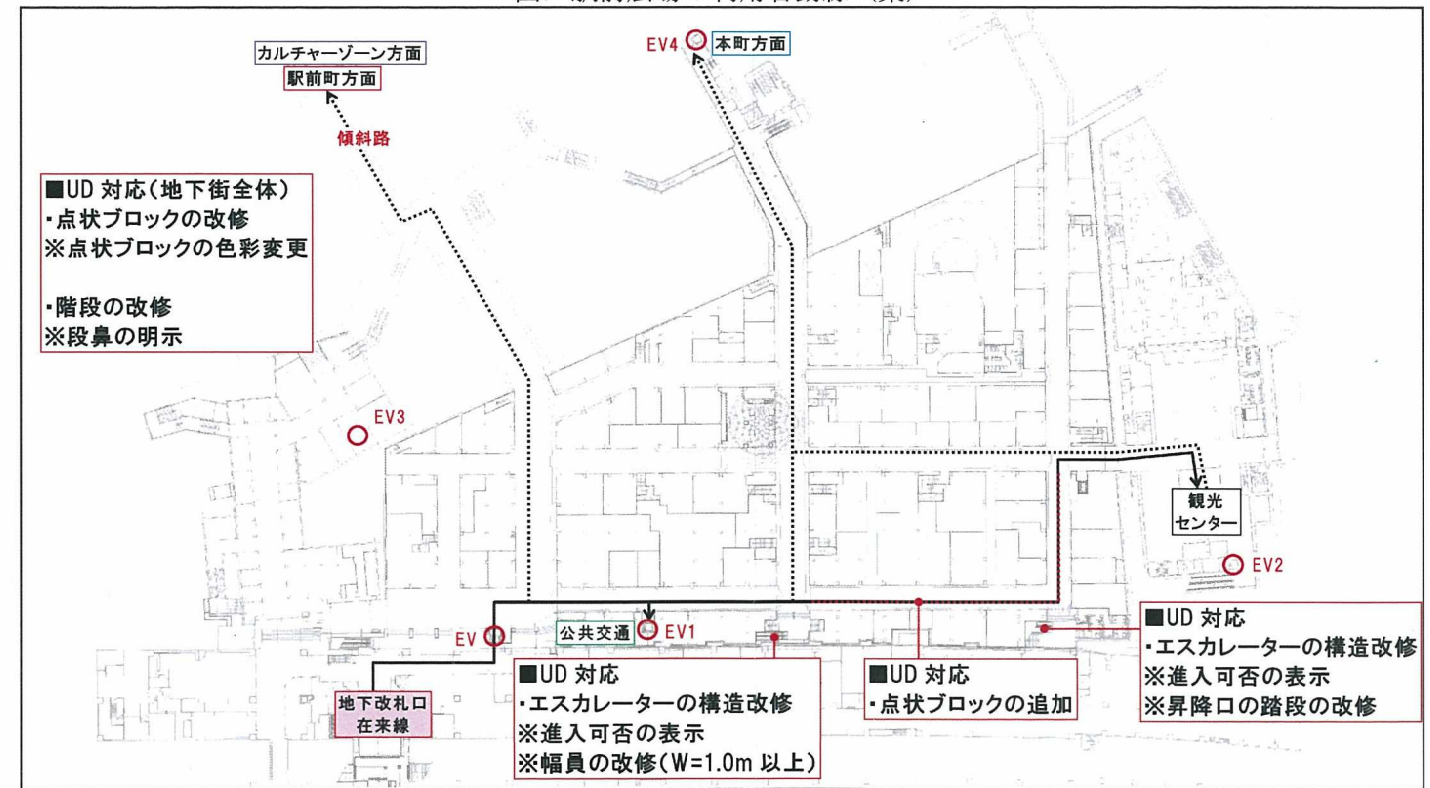 EV4
本町方面
カルチャーゾーン方面
駅前町方面
傾斜路
■UD 対応(地下街全体)
・点状ブロックの改修
※点状ブロックの色彩変更
・階段の改修
※段鼻の明示
EV3
観光
センター
EV2
EV
公共交通
EV1
地下改札口
在来線
■UD 対応
・エスカレーターの構造改修
※進入可否の表示
※幅員の改修(W=1.0m 以上)
■UD 対応
・点状ブロックの追加
■UD 対応
・エスカレーターの構造改修
※進入可否の表示
※昇降口の踏段の改修